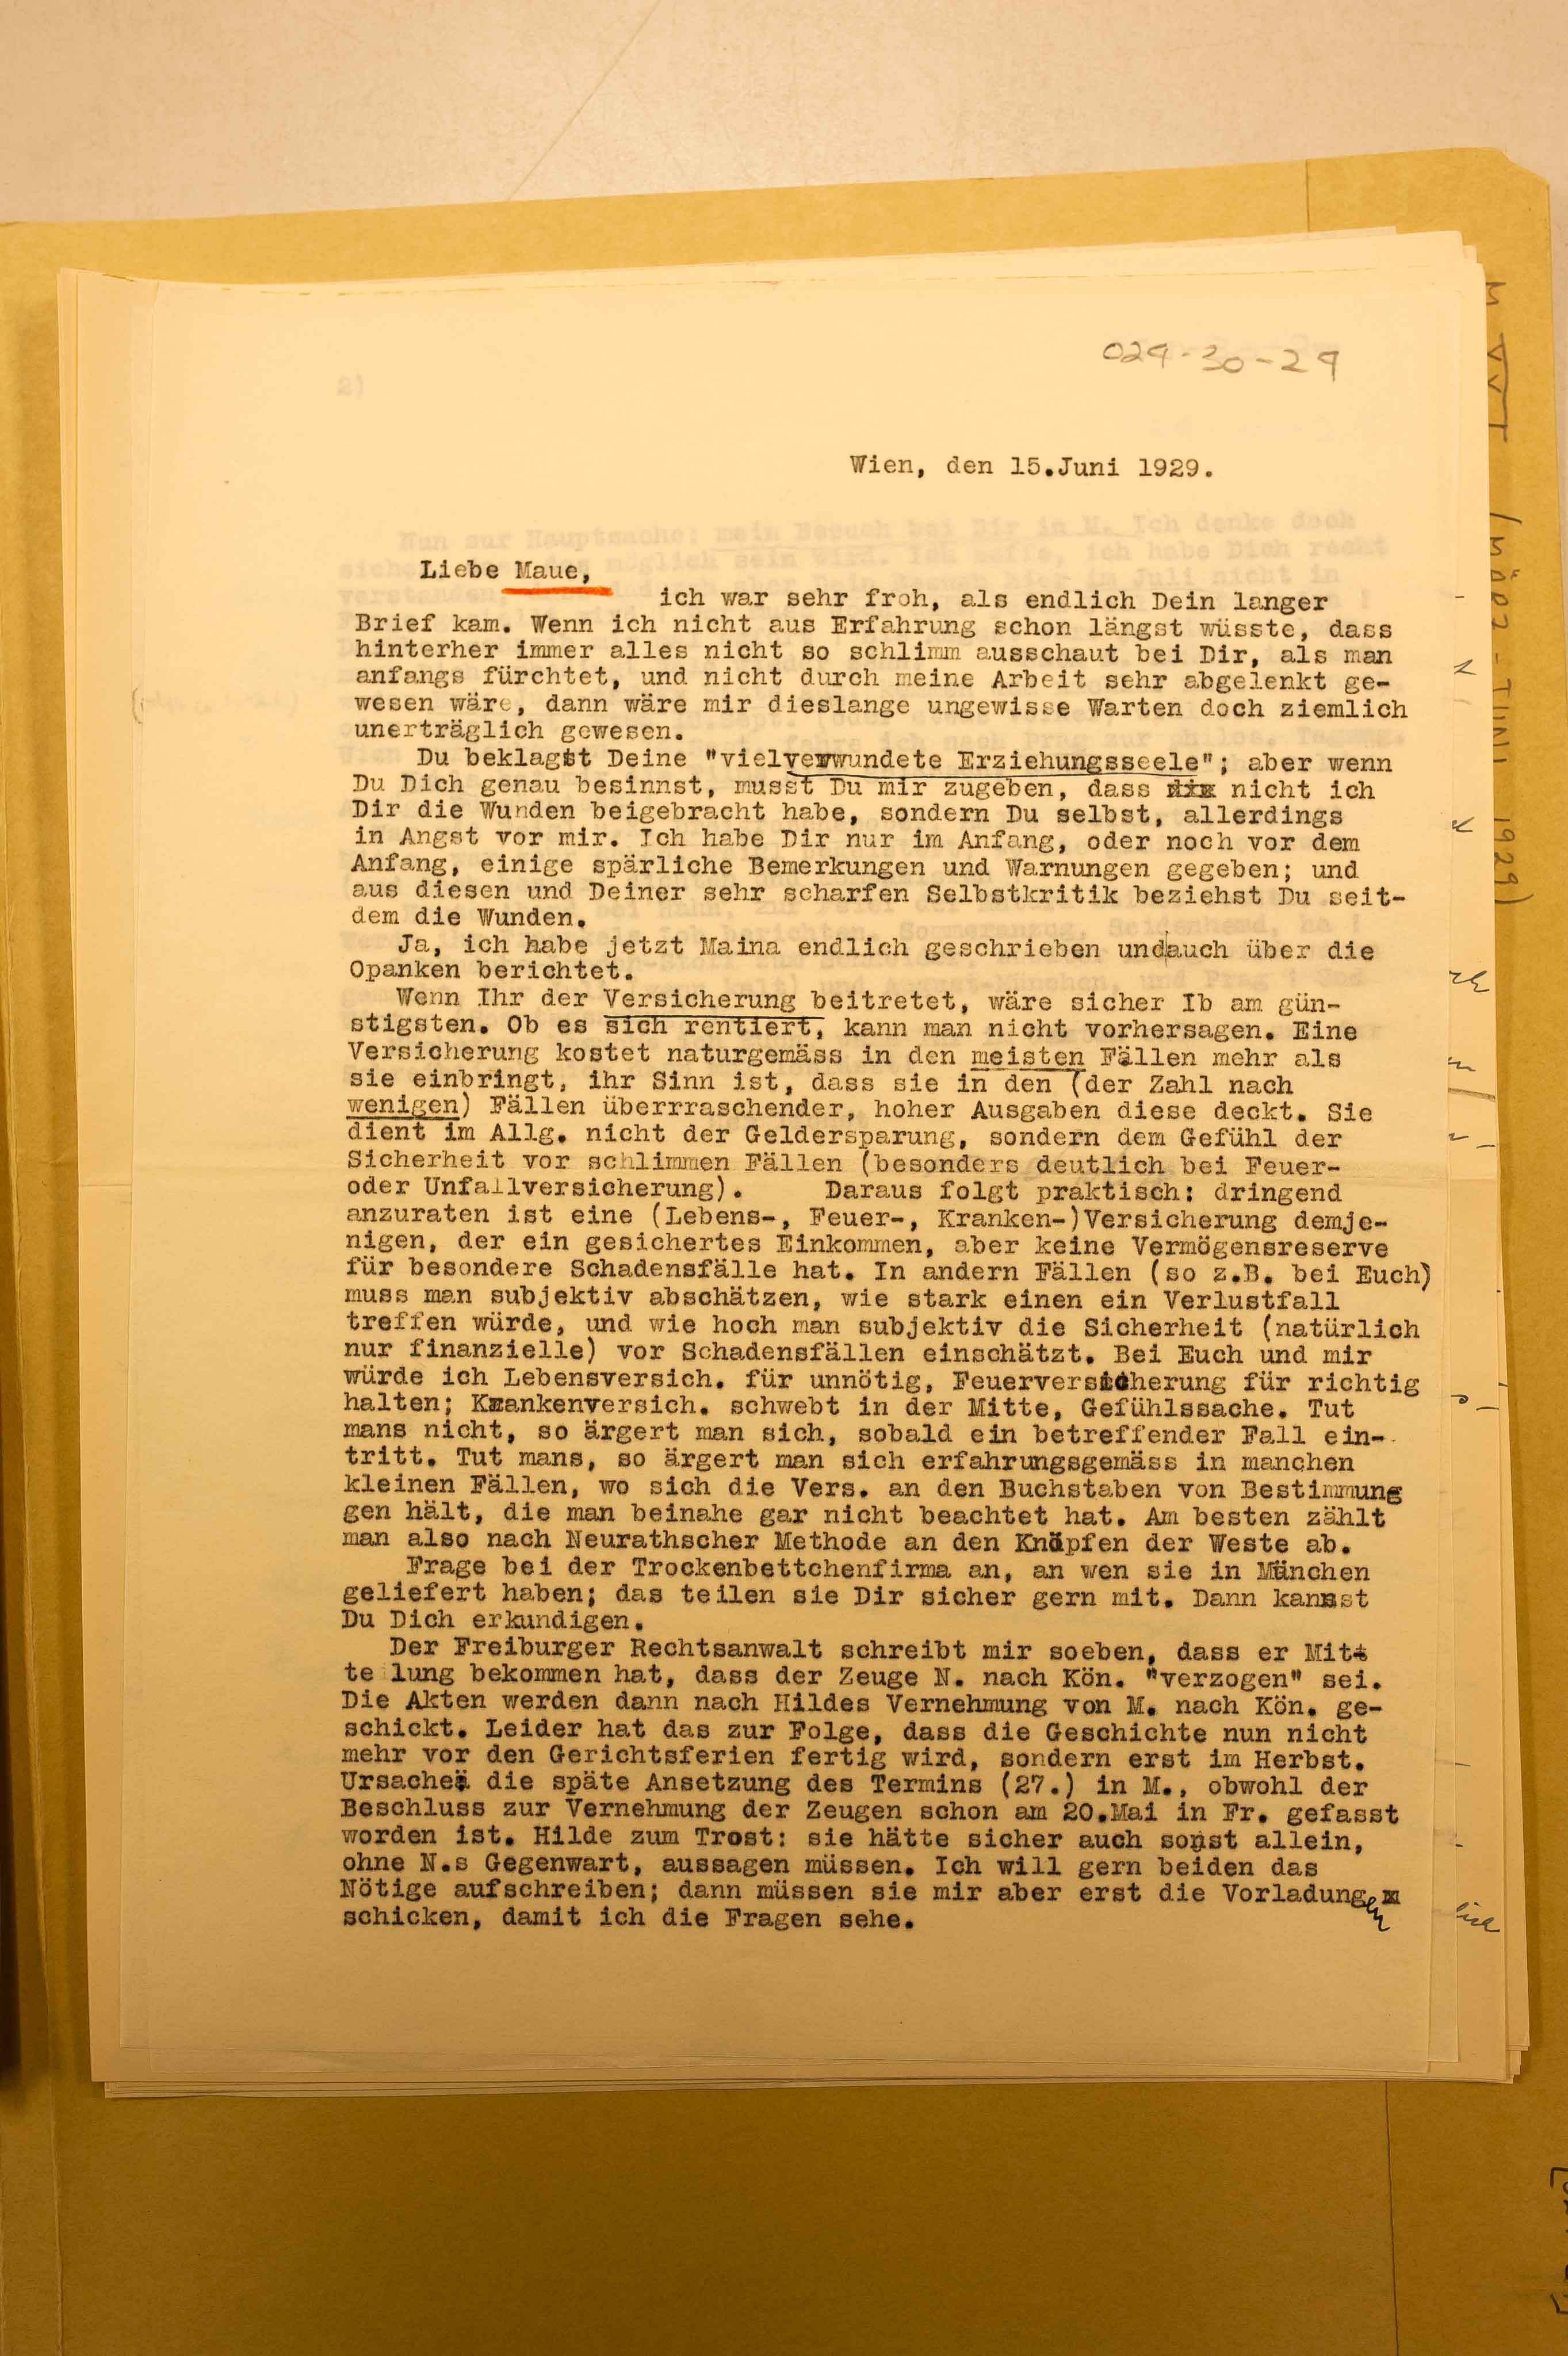 029-30-29
Wien, den 15.Juni 1929.
Liebe Maue,
ich war sehr froh, als endlich Dein langer
Brief kam. Wenn ich nicht aus Erfahrung schon längst wüsste, dass
hinterher immer alles nicht so schlimm ausschaut bei Dir, als man
anfangs fürchtet, und nicht durch meine Arbeit sehr abgelenkt ge-
wesen wäre, dann wäre mir dieslange ungewisse Warten doch ziemlich
unerträglich gewesen.
Du beklagst Deine "vielverwundete Erziehungsseele"; aber wenn
Du Dich genau besinnst, musst Du mir zugeben, dass nicht ich
Dir die Wunden beigebracht habe, sondern Du selbst, allerdings
in Angst vor mir. Ich habe Dir nur im Anfang, oder noch vor dem
Anfang, einige spärliche Bemerkungen und Warnungen gegeben; und
aus diesen und Deiner sehr scharfen Selbstkritik beziehst Du seit-
dem die Wunden.
Ja, ich habe jetzt Maina endlich geschrieben und|auch über die
Opanken berichtet.
Wenn Ihr der Versicherung beitretet, wäre sicher Ib am gün-
stigsten. Ob es sich rentiert, kann man nicht vorhersagen. Eine
Versicherung kostet naturgemäss in den meisten Fällen mehr als
sie einbringt, ihr Sinn ist, dass sie in den (der Zahl nach
wenigen) Fällen überrraschender, hoher Ausgaben diese deckt. Sie
dient im Allg. nicht der Geldersparung, sondern dem Gefühl der
Sicherheit vor schlimmen Fällen (besonders deutlich bei Feuer-
oder Unfallversicherung). Daraus folgt praktisch: dringend
anzuraten ist eine (Lebens-, Feuer-, Kranken-)Versicherung demje-
nigen, der ein gesichertes Einkommen, aber keine Vermögensreserve
für besondere Schadensfälle hat. In andern Fällen (so z.B. bei Euch)
muss man subjektiv abschätzen, wie stark einen ein Verlustfall
treffen würde, und wie hoch man subjektiv die Sicherheit (natürlich
nur finanzielle) vor Schadensfällen einschätzt. Bei Euch und mir
würde ich Lebensversich. für unnötig, Feuerversicherung für richtig
halten; Krankenversich. schwebt in der Mitte, Gefühlssache. Tut
mans nicht, so ärgert man sich, sobald ein betreffender Fall ein-
tritt. Tut mans, so ärgert man sich erfahrungsgemäss in manchen
kleinen Fällen, wo sich die Vers. an den Buchstaben von Bestimmung
gen hält, die man beinahe gar nicht beachtet hat. Am besten zählt
man also nach Neurathscher Methode an den Knöpfen der Weste ab.
Frage bei der Trockenbettchenfirma an, an wen sie in München
geliefert haben; das teilen sie Dir sicher gern mit. Dann kannst
Du Dich erkundigen.
Der Freiburger Rechtsanwalt schreibt mir soeben, dass er Mit-
te lung bekommen hat, dass der Zeuge N. nach Kön. "verzogen" sei.
Die Akten werden dann nach Hildes Vernehmung von M. nach Kön. ge-
schickt. Leider hat das zur Folge, dass die Geschichte nun nicht
mehr vor den Gerichtsferien fertig wird, sondern erst im Herbst.
Ursache: die späte Ansetzung des Termins (27.) in M., obwohl der
Beschluss zur Vernehmung der Zeugen schon am 20.Mai in Fr. gefasst
worden ist. Hilde zum Trost: sie hätte sicher auch sonst allein,
ohne N.s Gegenwart, aussagen müssen. Ich will gern beiden das
Nötige aufschreiben; dann müssen sie mir aber erst die Vorladungen
schicken, damit ich die Fragen sehe.